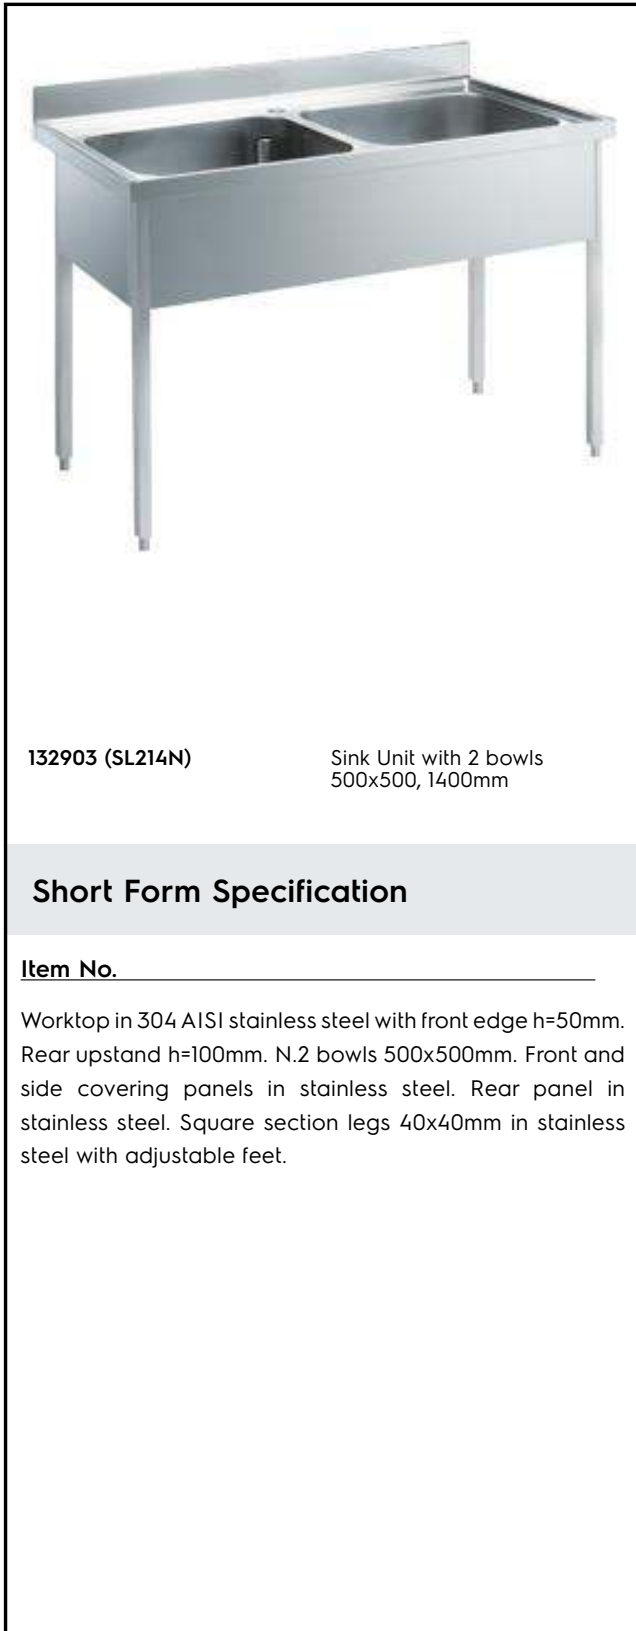 132903 (SL214N)
Sink Unit with 2 bowls
500x500, 1400mm
Short Form Specification
Item No.
Worktop in 304 AISI stainless steel with front edge h=50mm.
Rear upstand h=100mm. N.2 bowls 500x500mm. Front and
side covering panels in stainless steel. Rear panel in
stainless steel. Square section legs 40x40mm in stainless
steel with adjustable feet.